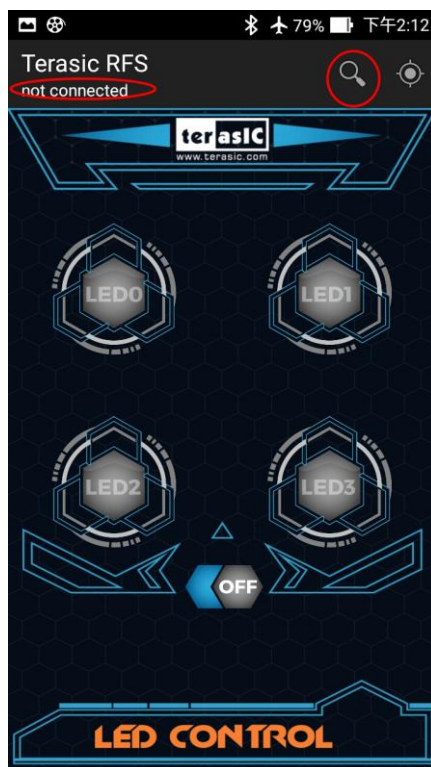 79% 下午2:12
Terasic RFS
not connected
terasIC
www.terasic.com
LED0 LED1
LED2 LED3
OFF
LED CONTROL